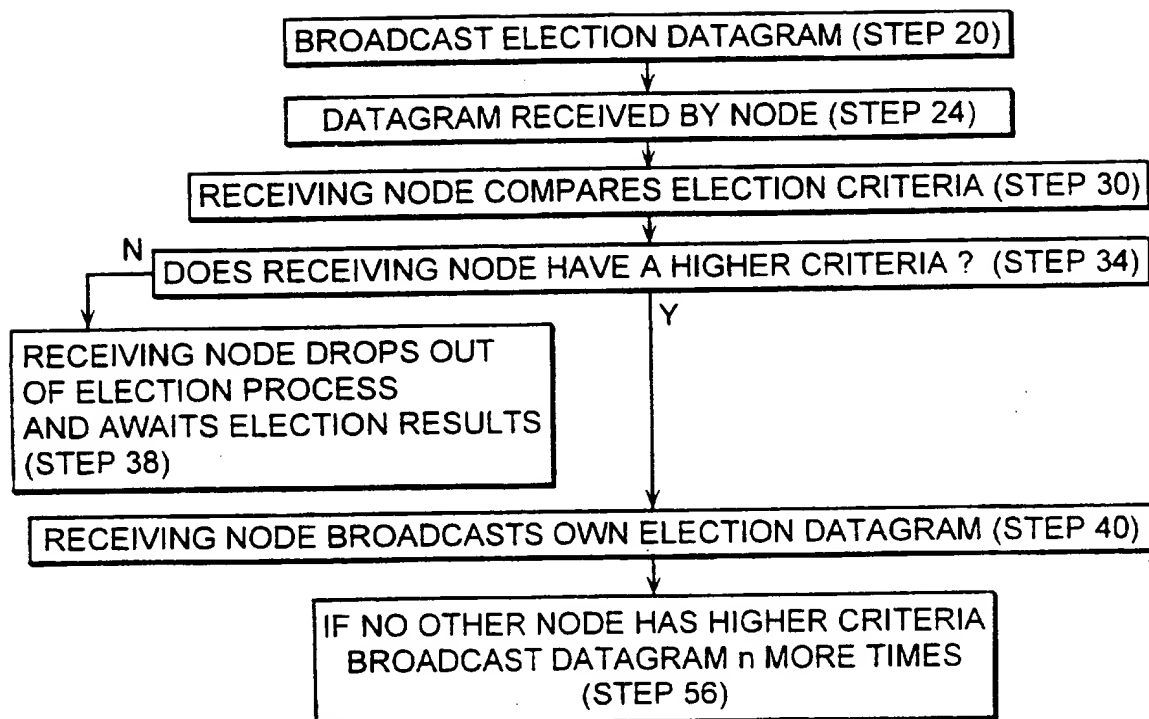 BROADCAST ELECTION DATAGRAM (STEP 20)
DATAGRAM RECEIVED BY NODE (STEP 24)
RECEIVING NODE COMPARES ELECTION CRITERIA (STEP 30)
N
DOES RECEIVING NODE HAVE A HIGHER CRITERIA ? (STEP 34)
Y
RECEIVING NODE DROPS OUT
OF ELECTION PROCESS
AND AWAITS ELECTION RESULTS
(STEP 38)
RECEIVING NODE BROADCASTS OWN ELECTION DATAGRAM (STEP 40)
IF NO OTHER NODE HAS HIGHER CRITERIA
BROADCAST DATAGRAM n MORE TIMES
(STEP 56)